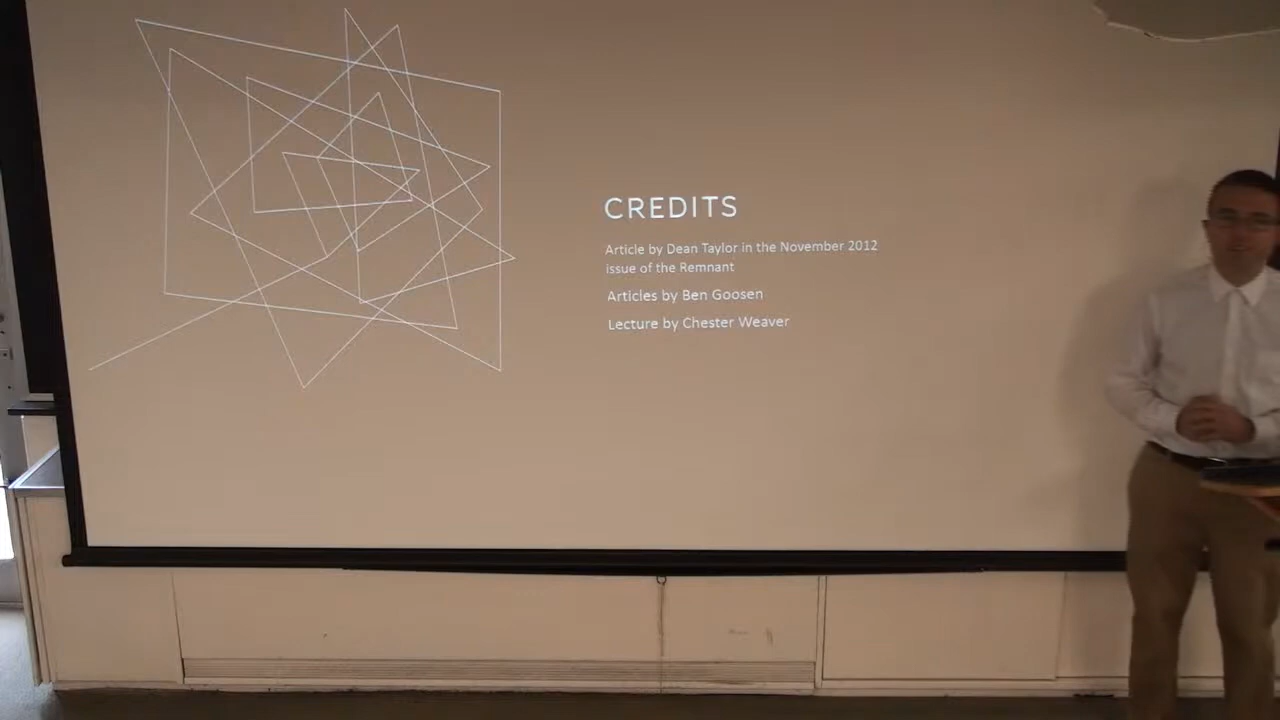 CREDITS
Article by Dean Taylor in the November 2012
issue of the Remnant
Articles by Ben Goosen
Lecture by Chester Weaver